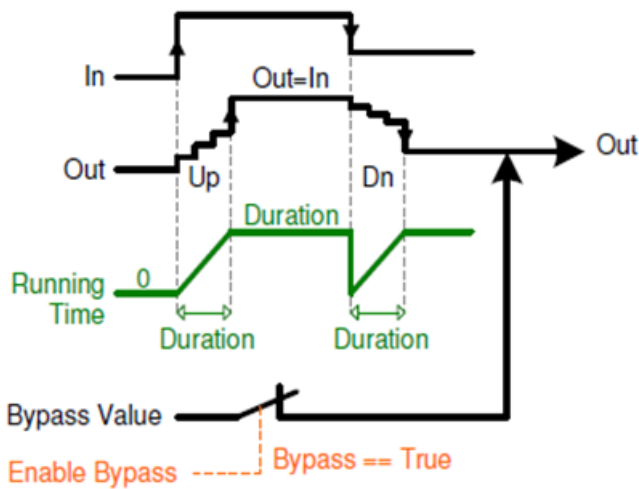 In
Out=In
Out
Up
Dn
Out
Duration
Running
Time
0
Duration
Duration
Bypass Value
Enable Bypass
Bypass == True